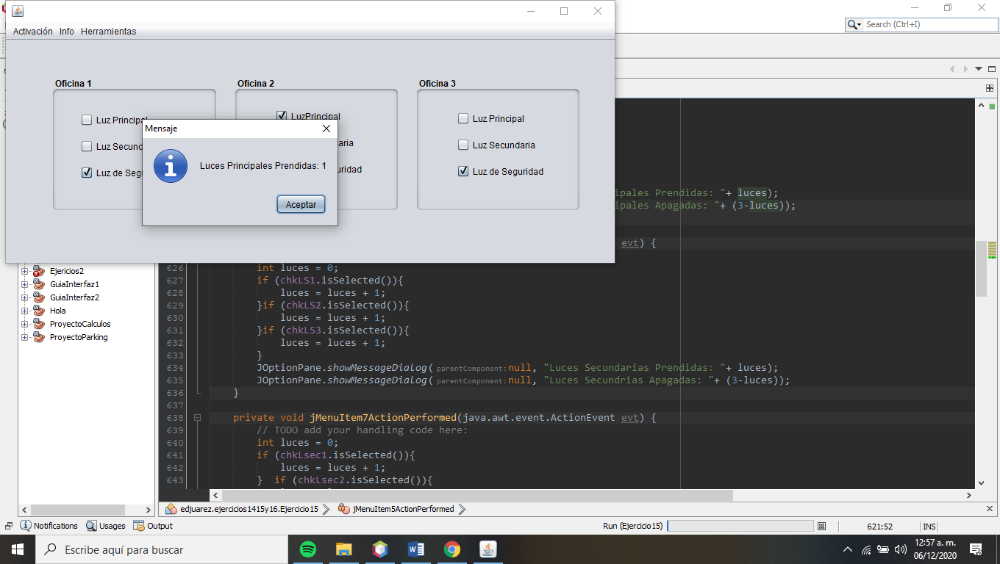 Activación Info Herramientas
Search (Ctrl+I)
Oficina 1
Luz Principal
Luz Secund
Luz de Seg
Oficina 2
LuzPrincipal
aria
uridad
Oficina 3
Luz Principal
Luz Secundaria
Luz de Seguridad
Mensaje
Luces Principales Prendidas: 1
Aceptar
ipales Prendidas: "+ luces);
ipales Apagadas: "+ (3-luces));
evt) {
Ejericios2
GuiaInterfaz1
GuiaInterfaz2
Hola
ProyectoCalculos
ProyectoParking
626 int luces = 0;
627 if (chkLS1.isSelected()){
628 luces = luces + 1;
629 }if (chkLS2.isSelected()){
630 luces = luces + 1;
631 }if (chkLS3.isSelected()){
632 luces = luces + 1;
633 }
634 JOptionPane.showMessageDialog( parentComponent: null, "Luces Secundarias Prendidas: "+ luces);
635 JOptionPane.showMessageDialog( parentComponent: null, "Luces Secundrias Apagadas: "+ (3-luces));
636 }
637
638 private void jMenuItem7ActionPerformed(java.awt.event.ActionEvent evt) {
639 // TODO add your handling code here:
640 int luces = 0;
641 if (chkLsec1.isSelected()){
642 luces = luces + 1;
643 } if (chkLsec2.isSelected()){
edjuarez.ejercicios1415y16.Ejercicio15 jMenuItem5ActionPerformed
Notifications Usages Output
Run (Ejercicio15) 621:52 INS
Escribe aquí para buscar
12:57 a. m.
06/12/2020